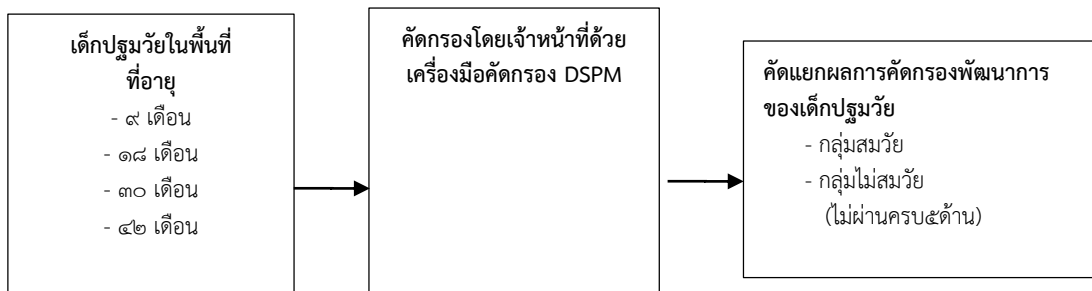 เด็กปฐมวัยในพื้นที่
ที่อายุ
- ๙ เดือน
- ๑๘ เดือน
- ๓๐ เดือน
- ๔๒ เดือน
คัดกรองโดยเจ้าหน้าที่ด้วย
เครื่องมือคัดกรอง DSPM
คัดแยกผลการคัดกรองพัฒนาการ
ของเด็กปฐมวัย
- กลุ่มสมวัย
- กลุ่มไม่สมวัย
(ไม่ผ่านครบ๕ด้าน)